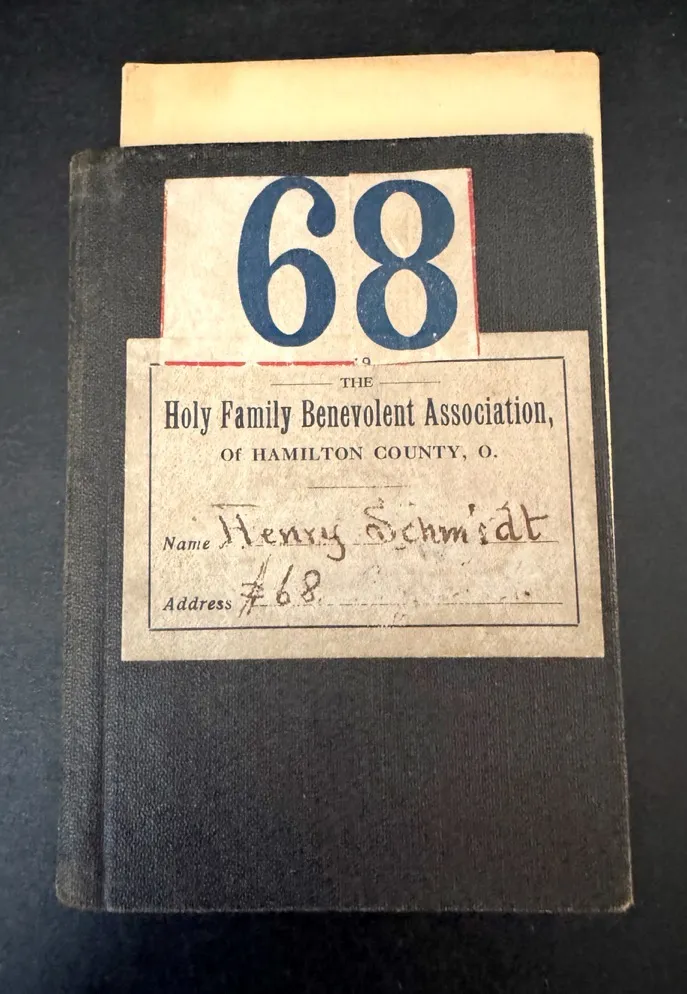 68
THE
Holy Family Benevolent Association,
Of HAMILTON COUNTY, O.
Name Henry Schmidt
Address #68